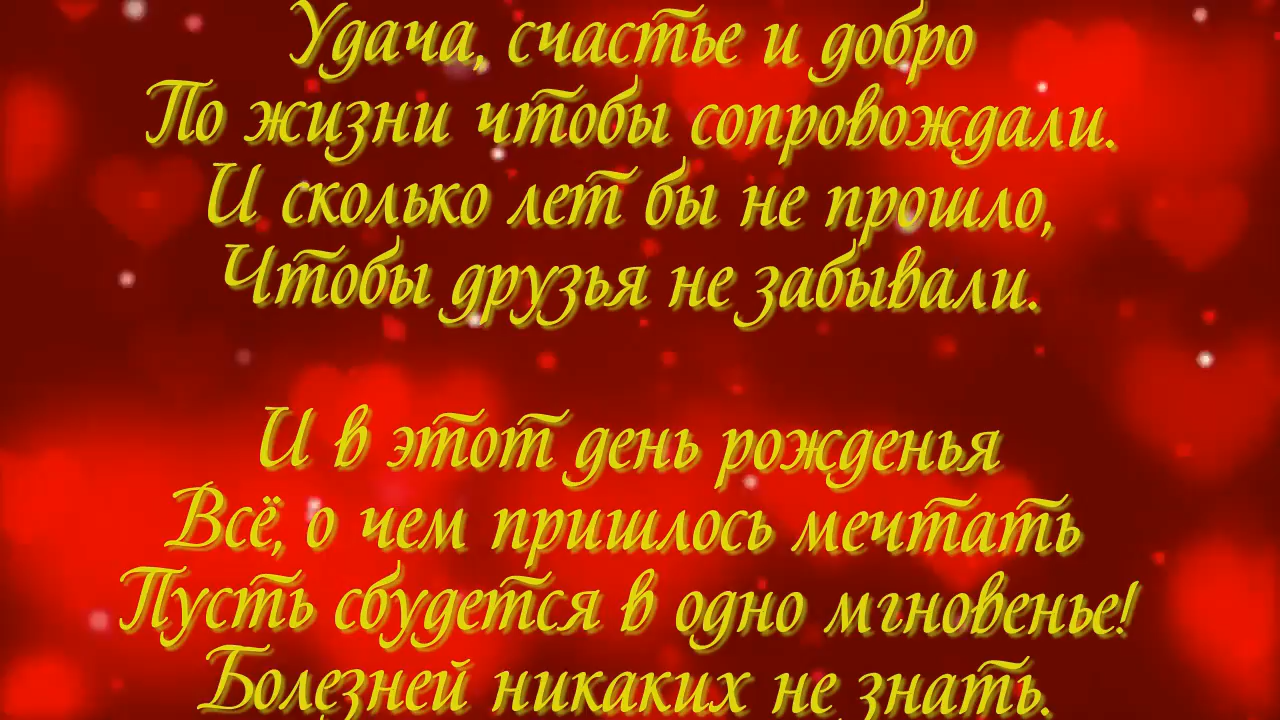 Удача, счастье и добро
По жизни чтобы сопровождали.
И сколько лет бы не прошло,
Чтобы друзья не забывали.
И в этот день рожденья
Всё, о чем пришлось мечтать
Пусть сбудется в одно мгновенье!
Болезней никаких не знать.